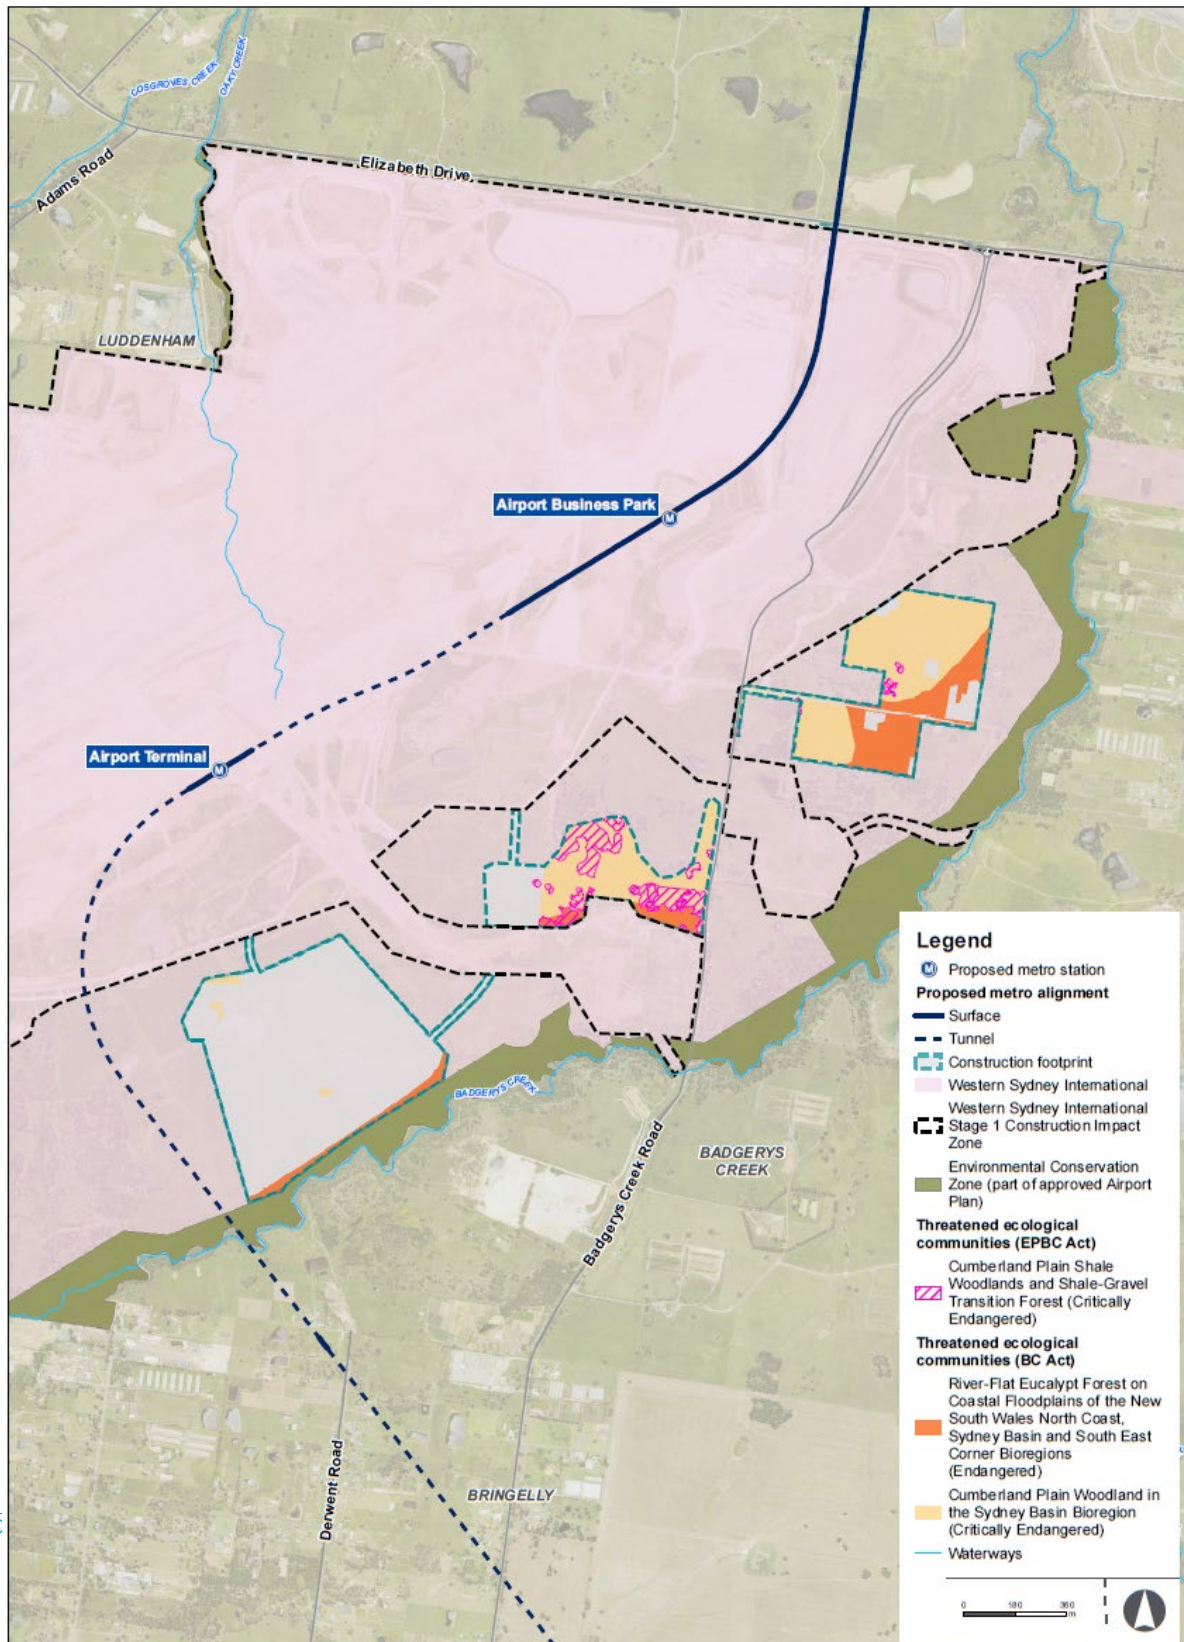 COSGROVES CREEK
OAKY CREEK
Adams Road
Elizabeth Drive
LUDDENHAM
Airport Business Park
M
Airport Terminal
M
BADGERYS CREEK
Badgerys Creek Road
BADGERYS
CREEK
Derwent Road
BRINGELLY
Legend
M Proposed metro station
Proposed metro alignment
Surface
Tunnel
Construction footprint
Western Sydney International
Western Sydney International
Stage 1 Construction Impact
Zone
Environmental Conservation
Zone (part of approved Airport
Plan)
Threatened ecological
communities (EPBC Act)
Cumberland Plain Shale
Woodlands and Shale-Gravel
Transition Forest (Critically
Endangered)
Threatened ecological
communities (BC Act)
River-Flat Eucalypt Forest on
Coastal Floodplains of the New
South Wales North Coast,
Sydney Basin and South East
Corner Bioregions
(Endangered)
Cumberland Plain Woodland in
the Sydney Basin Bioregion
(Critically Endangered)
Waterways
0 180 360
m